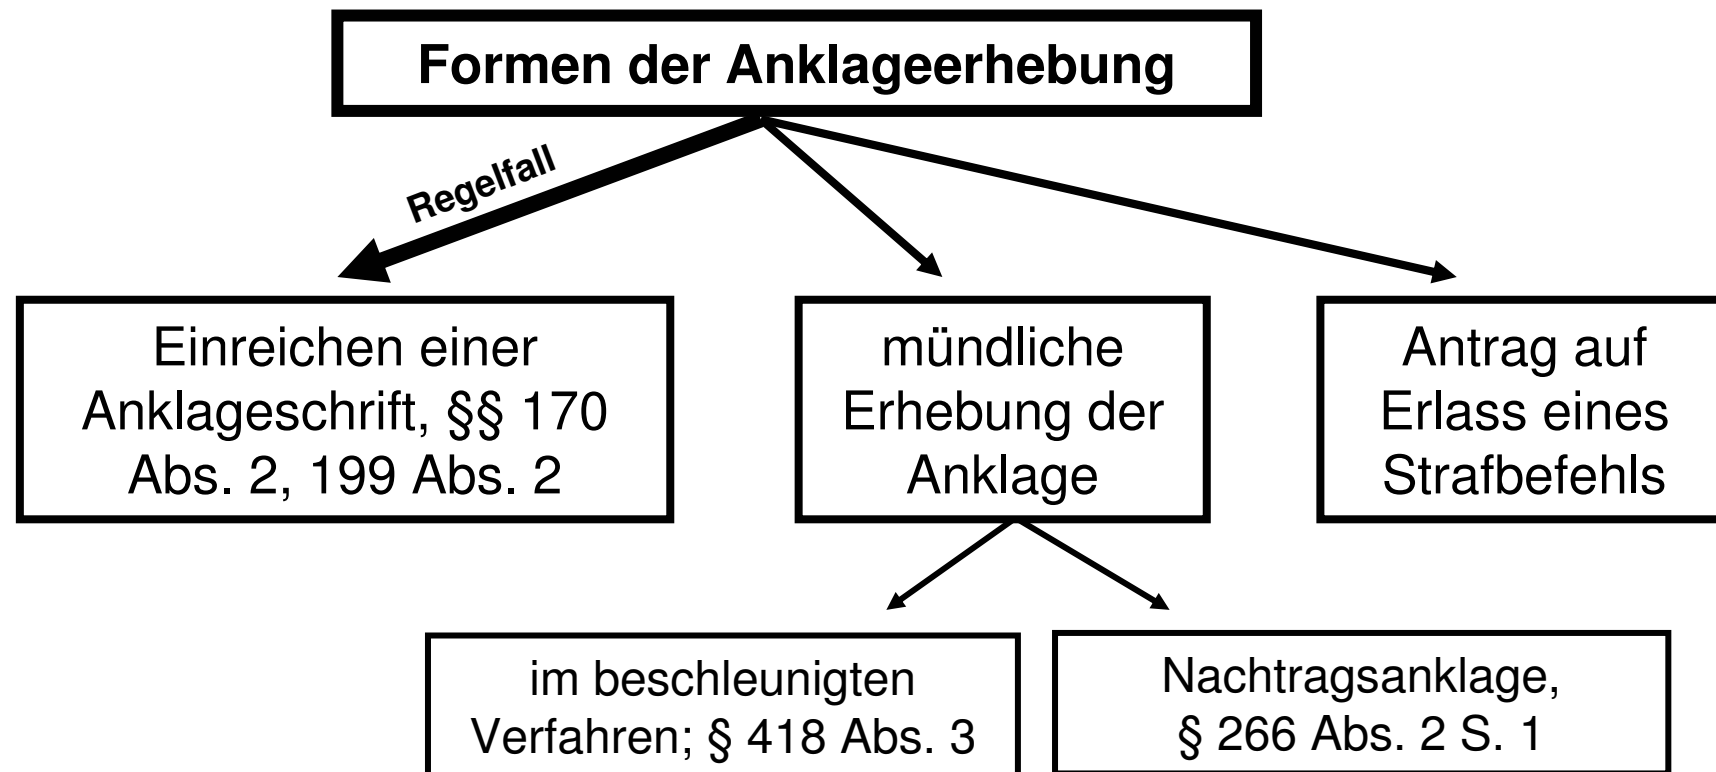 Formen der Anklageerhebung
Regelfall
Einreichen einer
Anklageschrift, §§ 170
Abs. 2, 199 Abs. 2
mündliche
Erhebung der
Anklage
Antrag auf
Erlass eines
Strafbefehls
im beschleunigten
Verfahren; § 418 Abs. 3
Nachtragsanklage,
§ 266 Abs. 2 S. 1